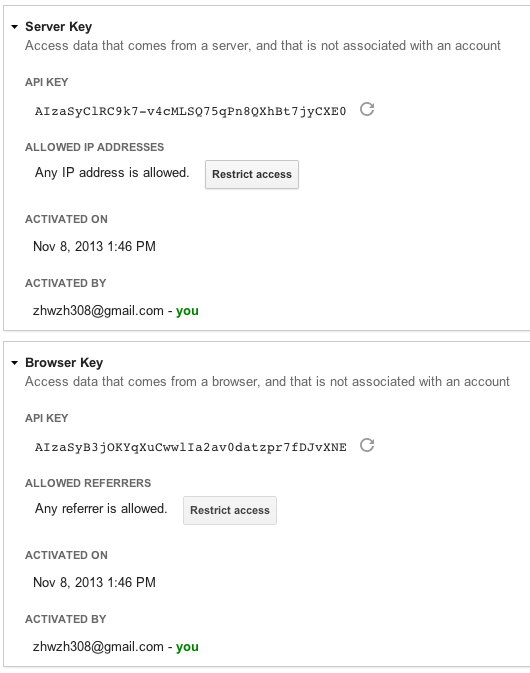 Server Key
Access data that comes from a server, and that is not associated with an account
API KEY
AIzaSyClRC9k7-v4cMLSQ75qPn8QXhBt7jyCXE0
ALLOWED IP ADDRESSES
Any IP address is allowed. Restrict access
ACTIVATED ON
Nov 8, 2013 1:46 PM
ACTIVATED BY
zhwzh308@gmail.com - you
Browser Key
Access data that comes from a browser, and that is not associated with an account
API KEY
AIzaSyB3jOKYqXuCwwlIa2av0datzpr7fDJvXNE
ALLOWED REFERRERS
Any referrer is allowed. Restrict access
ACTIVATED ON
Nov 8, 2013 1:46 PM
ACTIVATED BY
zhwzh308@gmail.com - you